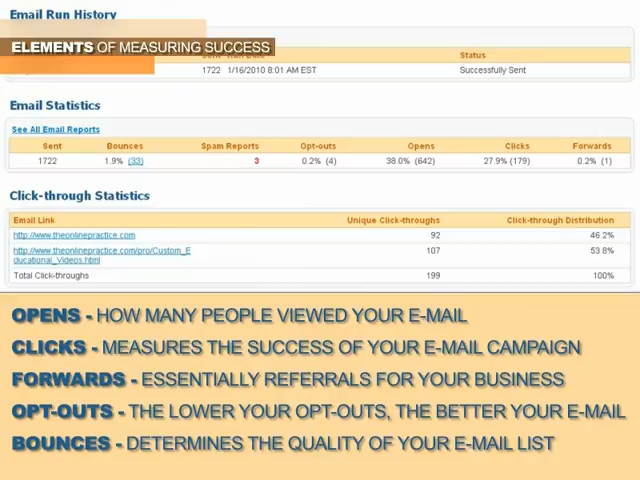 Email Run History
ELEMENTS OF MEASURING SUCCESS
Status
1722 1/16/2010 8:01 AM EST Successfully Sent
Email Statistics
See All Email Reports
Sent Bounces Spam Reports Opt-outs Opens Clicks Forwards
1722 1.9% (33) 3 0.2% (4) 38.0% (642) 27.9% (179) 0.2% (1)
Click-through Statistics
Email Link Unique Click-throughs Click-through Distribution
http://www.theonlinepractice.com 92 46.2%
http://www.theonlinepractice.com/pro/Custom_E 107 53.8%
ducational_Videos.html
Total Click-throughs 199 100%
OPENS - HOW MANY PEOPLE VIEWED YOUR E-MAIL
CLICKS - MEASURES THE SUCCESS OF YOUR E-MAIL CAMPAIGN
FORWARDS - ESSENTIALLY REFERRALS FOR YOUR BUSINESS
OPT-OUTS - THE LOWER YOUR OPT-OUTS, THE BETTER YOUR E-MAIL
BOUNCES - DETERMINES THE QUALITY OF YOUR E-MAIL LIST